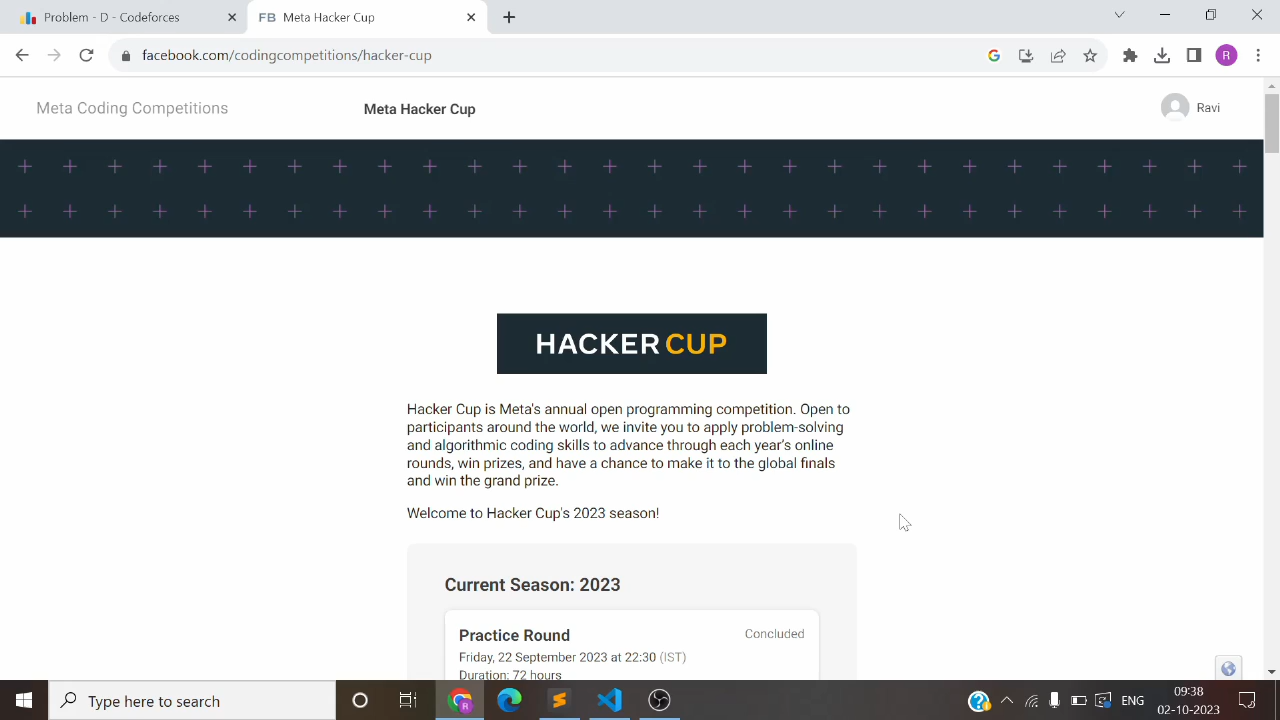 Problem - D - Codeforces
FB Meta Hacker Cup
facebook.com/codingcompetitions/hacker-cup
R
Meta Coding Competitions
Meta Hacker Cup
Ravi
HACKER CUP
Hacker Cup is Meta's annual open programming competition. Open to
participants around the world, we invite you to apply problem-solving
and algorithmic coding skills to advance through each year's online
rounds, win prizes, and have a chance to make it to the global finals
and win the grand prize.
Welcome to Hacker Cup's 2023 season!
Current Season: 2023
Practice Round
Concluded
Friday, 22 September 2023 at 22:30 (IST)
Duration: 72 hours
Type here to search
R
ENG
09:38
02-10-2023